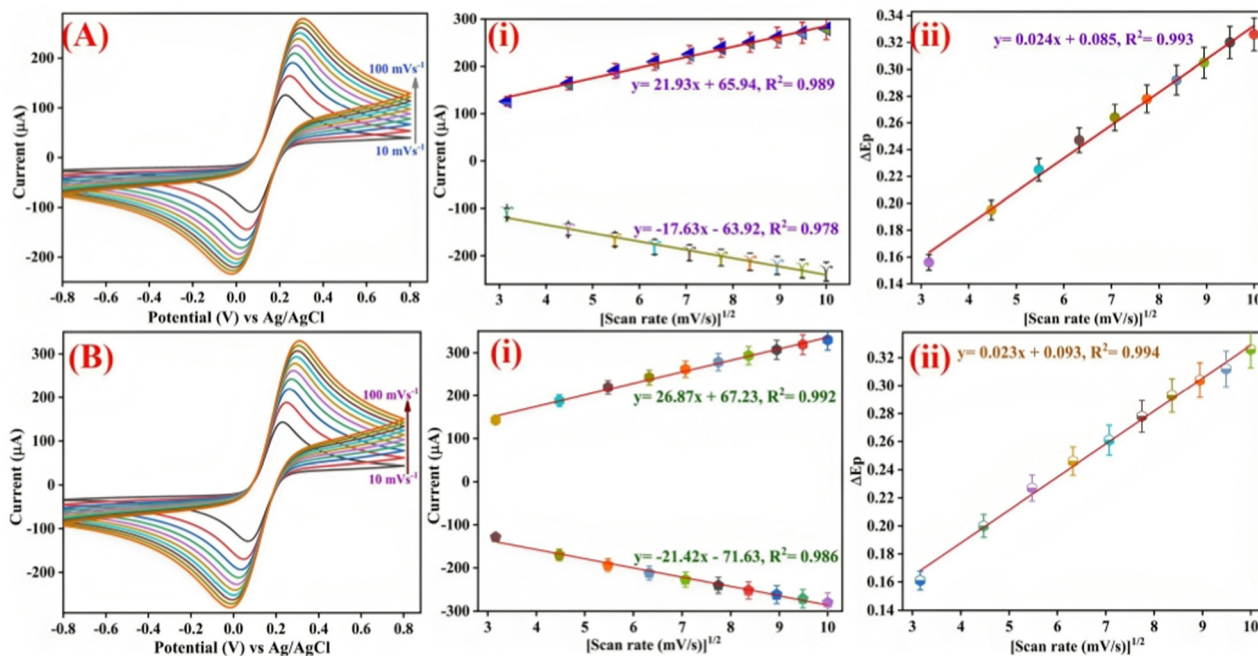 (A)
200
100
0
-100
-200
Current (µA)
100 mVs⁻¹
10 mVs⁻¹
-0.8 -0.6 -0.4 -0.2 0.0 0.2 0.4 0.6 0.8
Potential (V) vs Ag/AgCl
(i)
300
200
100
0
-100
-200
Current (µA)
y= 21.93x + 65.94, R²= 0.989
y= -17.63x - 63.92, R²= 0.978
3 4 5 6 7 8 9 10
[Scan rate (mV/s)]¹/²
(ii)
0.34
0.32
0.30
0.28
0.26
0.24
0.22
0.20
0.18
0.16
0.14
ΔEp
y= 0.024x + 0.085, R²= 0.993
3 4 5 6 7 8 9 10
[Scan rate (mV/s)]¹/²
(B)
300
200
100
0
-100
-200
Current (µA)
100 mVs⁻¹
10 mVs⁻¹
-0.8 -0.6 -0.4 -0.2 0.0 0.2 0.4 0.6 0.8
Potential (V) vs Ag/AgCl
(i)
300
200
100
0
-100
-200
-300
Current (µA)
y= 26.87x + 67.23, R²= 0.992
y= -21.42x - 71.63, R²= 0.986
3 4 5 6 7 8 9 10
[Scan rate (mV/s)]¹/²
(ii)
0.32
0.28
0.26
0.24
0.22
0.20
0.18
0.16
0.14
ΔEp
y= 0.023x + 0.093, R²= 0.994
3 4 5 6 7 8 9 10
[Scan rate (mV/s)]¹/²